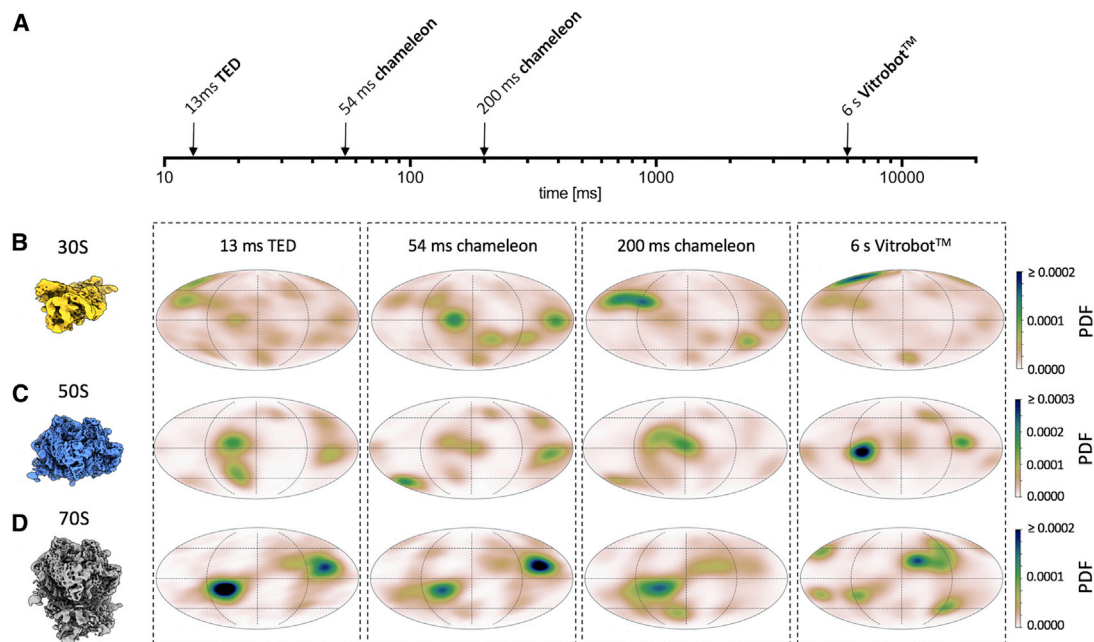 A
13ms TED
54 ms chameleon
200 ms chameleon
6 s Vitrobot™
10 100 1000 10000
time [ms]
B
30S
13 ms TED
54 ms chameleon
200 ms chameleon
6 s Vitrobot™
≥ 0.0002
0.0001
0.0000
PDF
C
50S
≥ 0.0003
0.0002
0.0001
0.0000
PDF
D
70S
≥ 0.0002
0.0001
0.0000
PDF